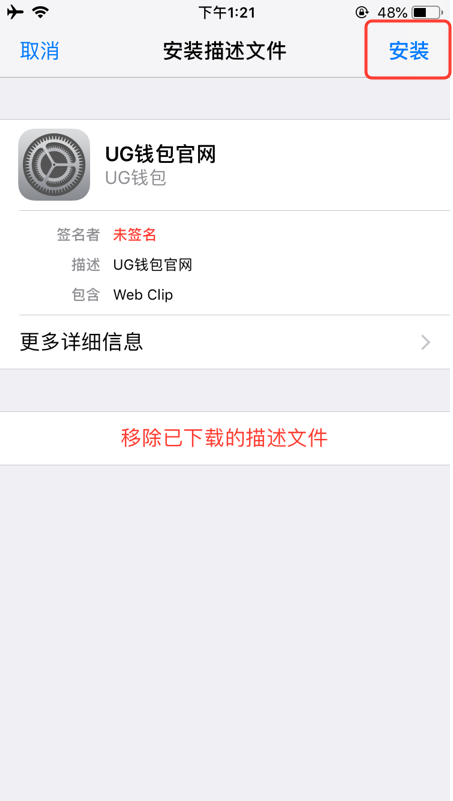 下午1:21
48%
取消
安装描述文件
安装
UG钱包官网
UG钱包
签名者 未签名
描述 UG钱包官网
包含 Web Clip
更多详细信息
移除已下载的描述文件